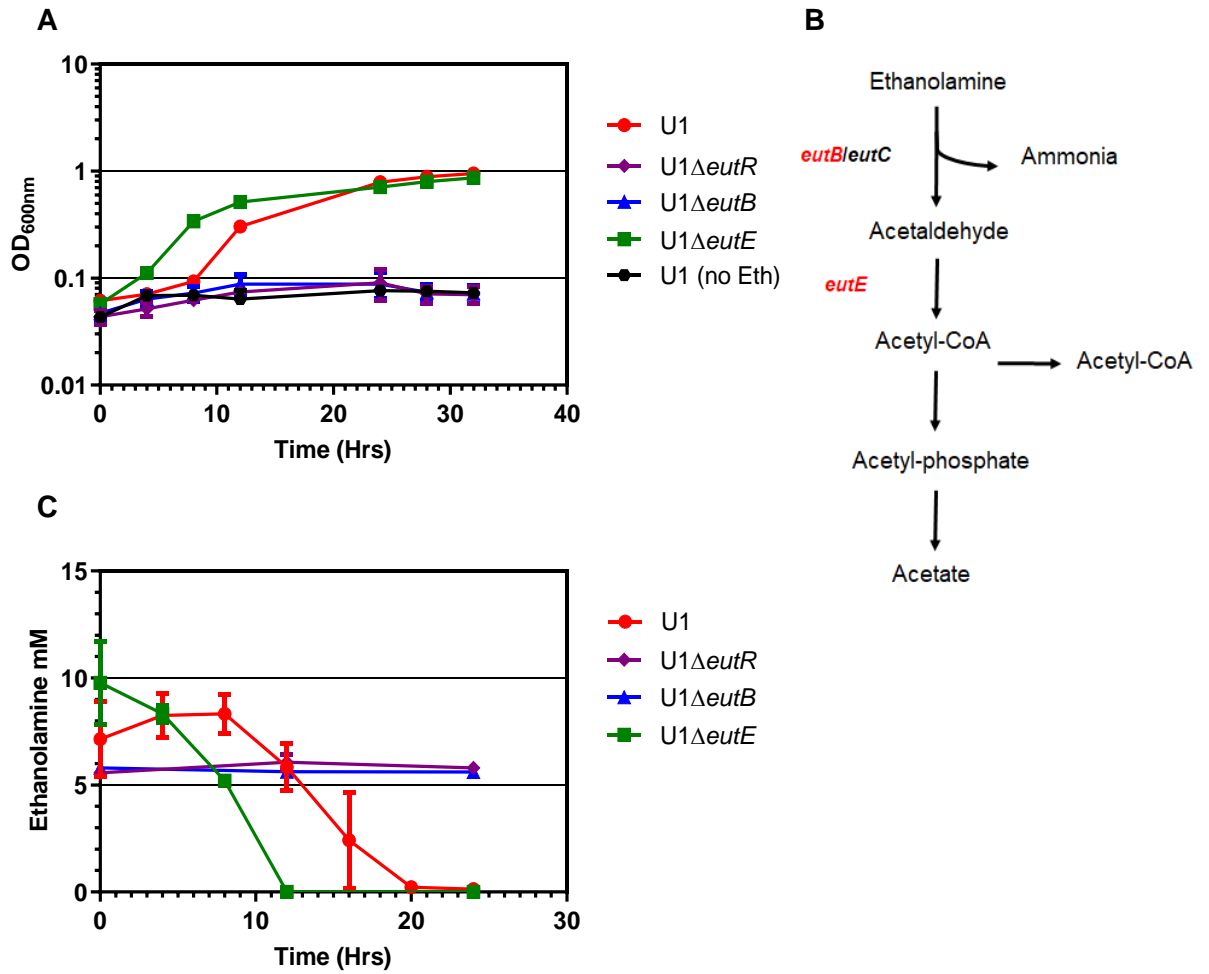 A
10
1
0.1
0.01
OD600nm
0
10
20
30
40
Time (Hrs)
U1
U1ΔeutR
U1ΔeutB
U1ΔeutE
U1 (no Eth)
B
Ethanolamine
eutB/eutC
Ammonia
Acetaldehyde
eutE
Acetyl-CoA
Acetyl-CoA
Acetyl-phosphate
Acetate
C
15
10
5
0
Ethanolamine mM
0
10
20
30
Time (Hrs)
U1
U1ΔeutR
U1ΔeutB
U1ΔeutE